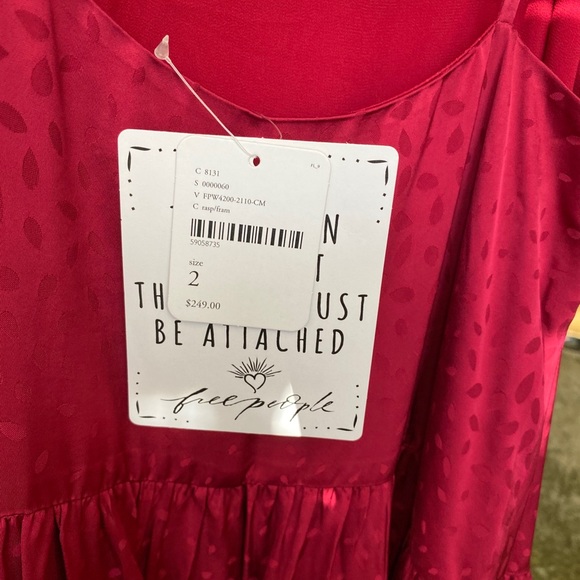 C 8131
S 0000060
V FPW4200-2110-CM
C rasp/fram
59058735
size
2
$249.00
N
T
TH UST
BE ATTACHED
free people